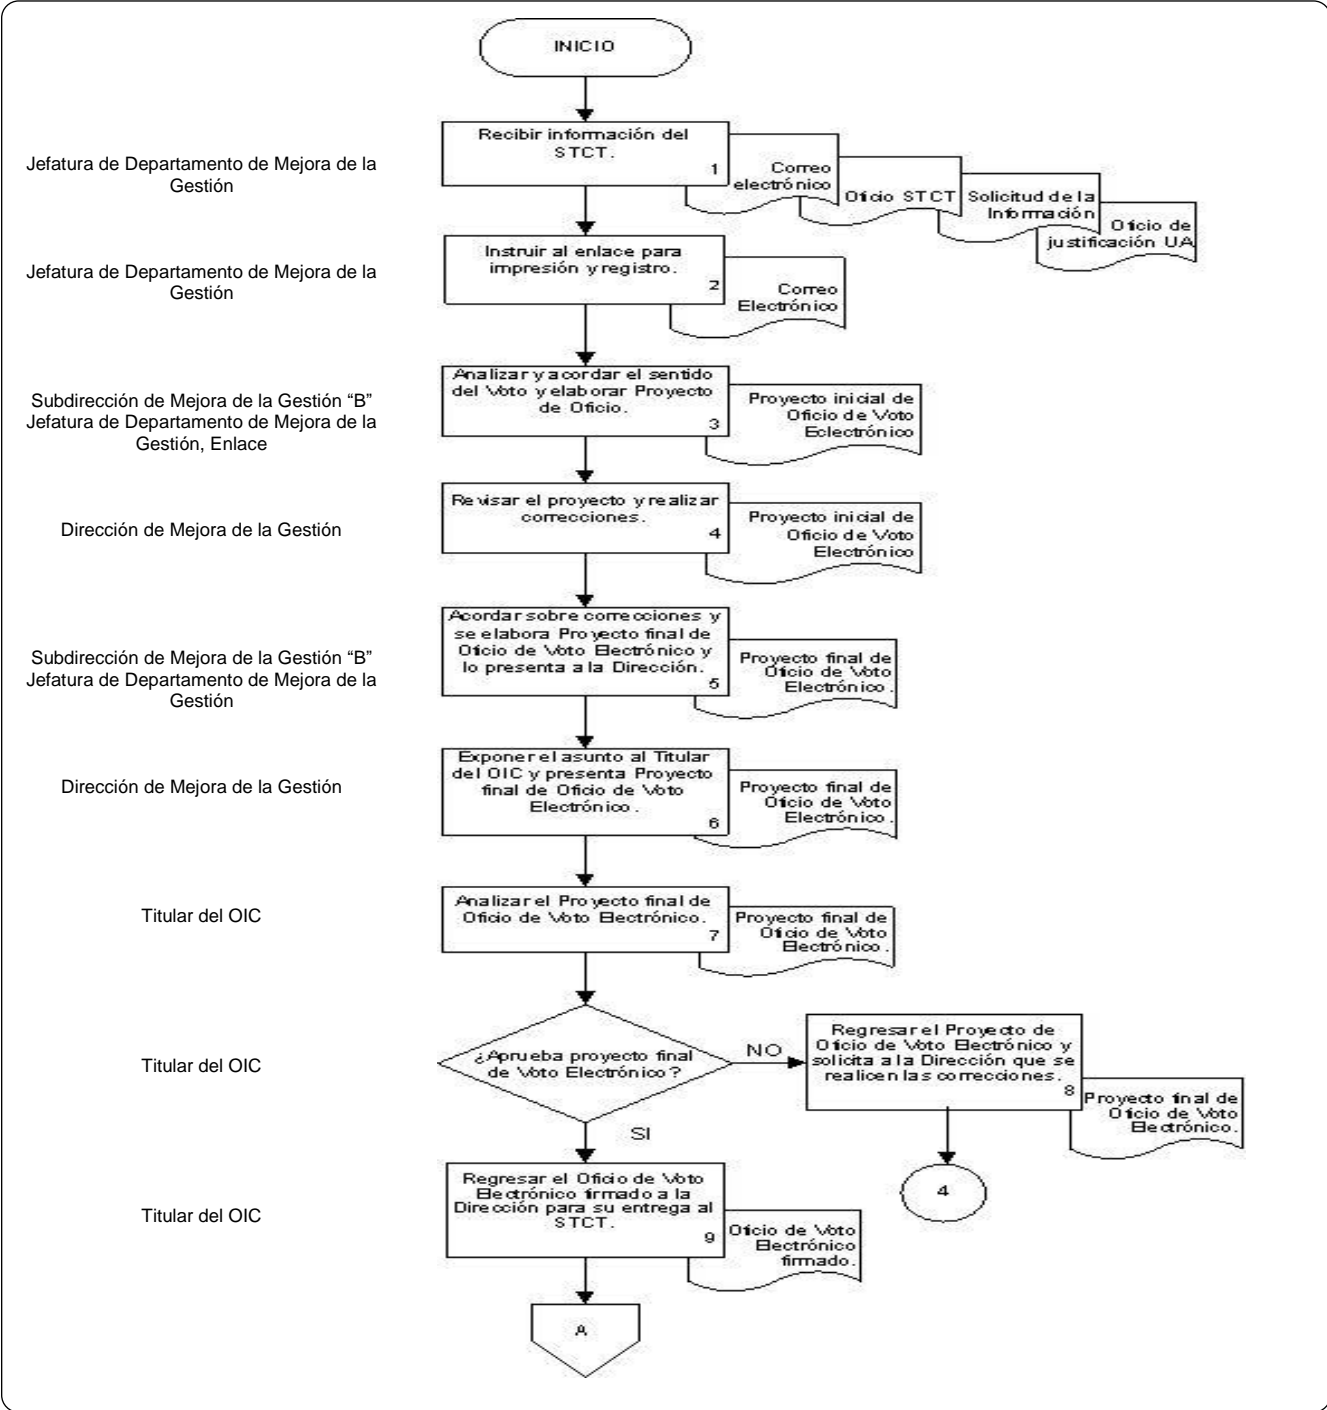 INICIO
Jefatura de Departamento de Mejora de la
Gestión
Recibir información del
STCT.
1
Correo
electrónico
Oficio STCT
Solicitud de la
Información
Oficio de
justificación UA
Jefatura de Departamento de Mejora de la
Gestión
Instruir al enlace para
impresión y registro.
2
Correo
Electrónico
Subdirección de Mejora de la Gestión “B”
Jefatura de Departamento de Mejora de la
Gestión, Enlace
Analizar y acordar el sentido
del Voto y elaborar Proyecto
de Oficio.
3
Proyecto inicial de
Oficio de Voto
Eclectrónico
Dirección de Mejora de la Gestión
Revisar el proyecto y realizar
correcciones.
4
Proyecto inicial de
Oficio de Voto
Electrónico
Subdirección de Mejora de la Gestión “B”
Jefatura de Departamento de Mejora de la
Gestión
Acordar sobre correcciones y
se elabora Proyecto final de
Oficio de Voto Electrónico y
lo presenta a la Dirección.
5
Proyecto final de
Oficio de Voto
Electrónico.
Dirección de Mejora de la Gestión
Exponer el asunto al Titular
del OIC y presenta Proyecto
final de Oficio de Voto
Electrónico.
6
Proyecto final de
Oficio de Voto
Electrónico.
Titular del OIC
Analizar el Proyecto final de
Oficio de Voto Electrónico.
7
Proyecto final de
Oficio de Voto
Electrónico.
Titular del OIC
¿Aprueba proyecto final
de Voto Electrónico?
NO
Regresar el Proyecto de
Oficio de Voto Electrónico y
solicita a la Dirección que se
realicen las correcciones.
8
Proyecto final de
Oficio de Voto
Electrónico.
SI
4
Titular del OIC
Regresar el Oficio de Voto
Electrónico firmado a la
Dirección para su entrega al
STCT.
9
Oficio de Voto
Electrónico
firmado.
A